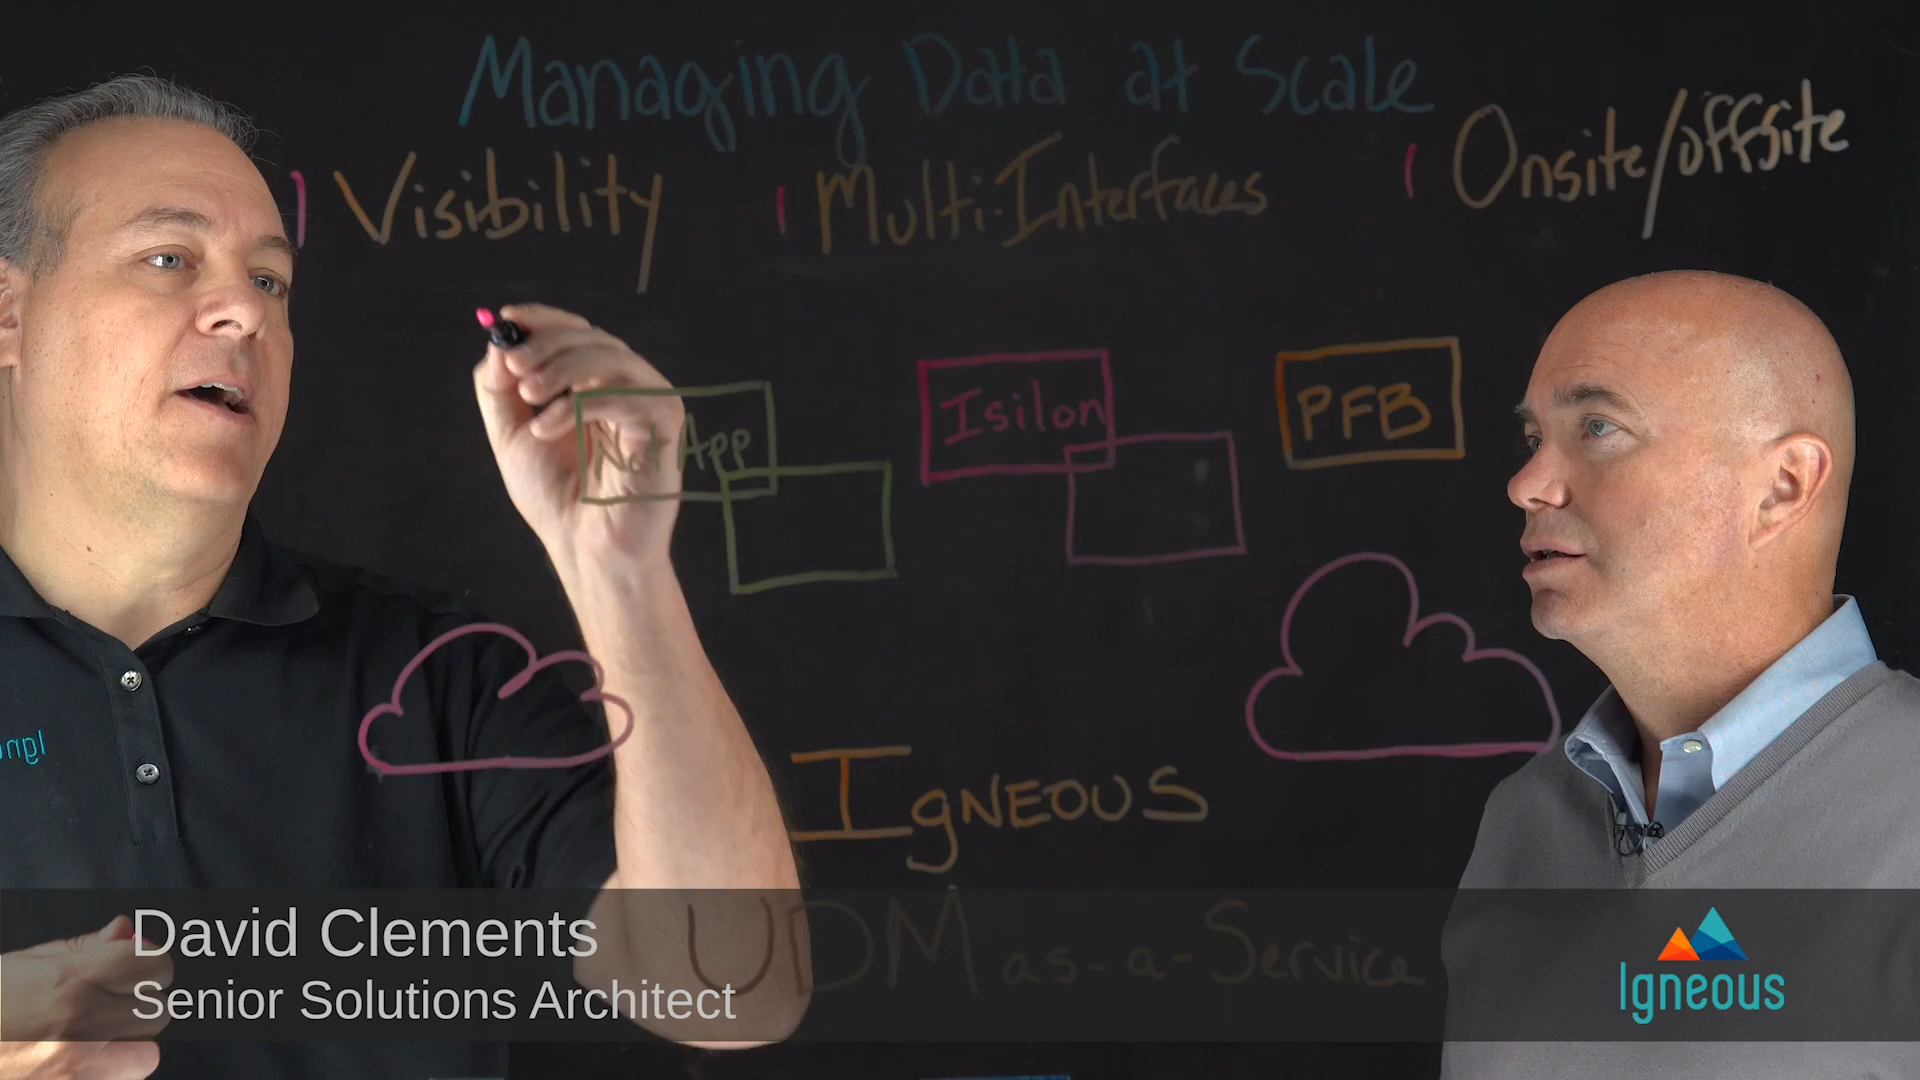 Managing Data at Scale
Visibility
Multi-Interfaces
Onsite/offsite
NetApp
Isilon
PFB
IgNEOUS
UDM as-a-Service
David Clements
Senior Solutions Architect
Igneous